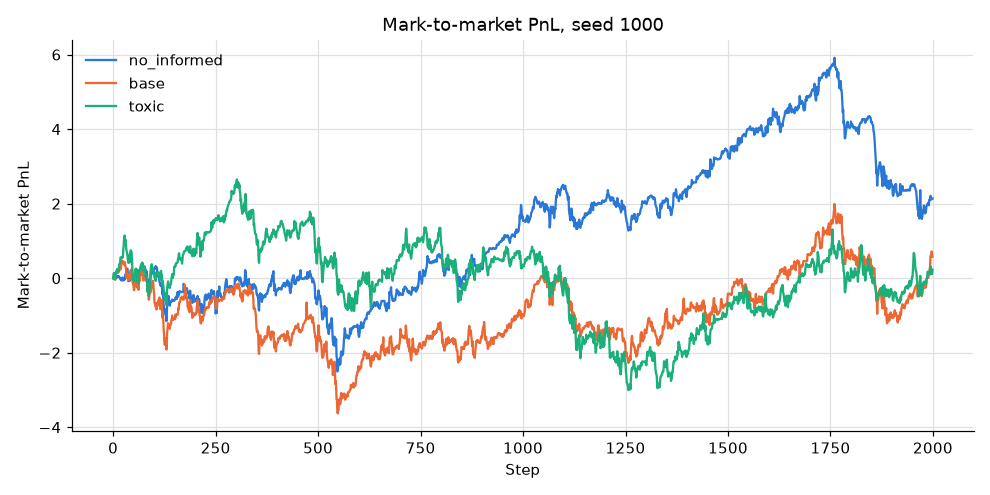 Mark-to-market PnL, seed 1000
no_informed
base
toxic
Mark-to-market PnL
6
4
2
0
−2
−4
0 250 500 750 1000 1250 1500 1750 2000
Step